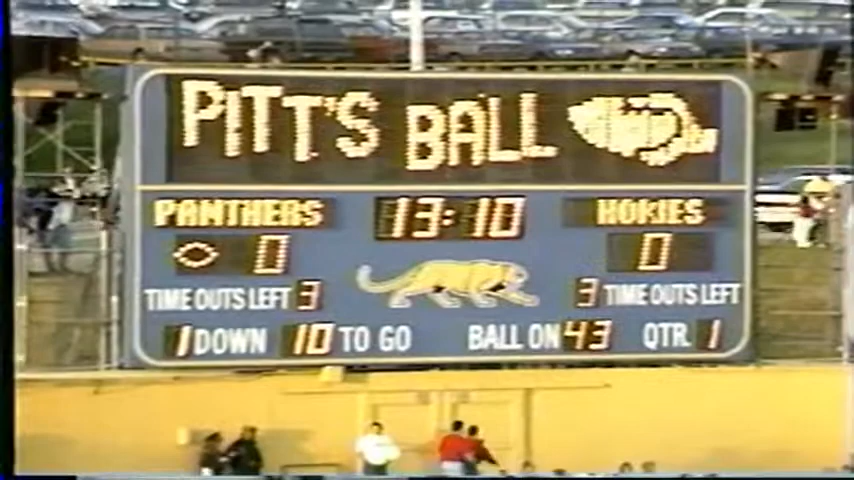 PITT'S BALL
PANTHERS 13:10 HOKIES
0 0
TIME OUTS LEFT 3 3 TIME OUTS LEFT
1 DOWN 10 TO GO BALL ON 43 QTR. 1